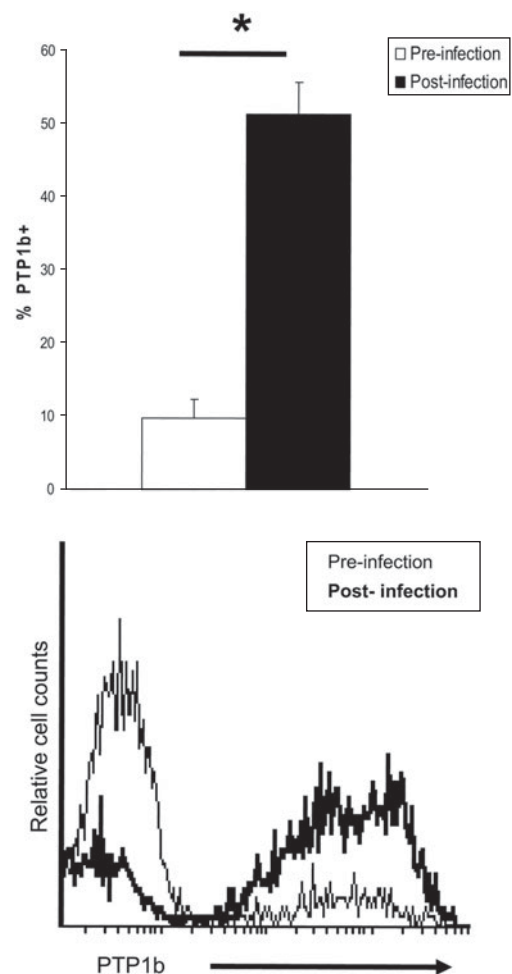 *
Pre-infection
Post-infection
% PTP1b+
60
50
40
30
20
10
0
Pre-infection
Post- infection
Relative cell counts
PTP1b